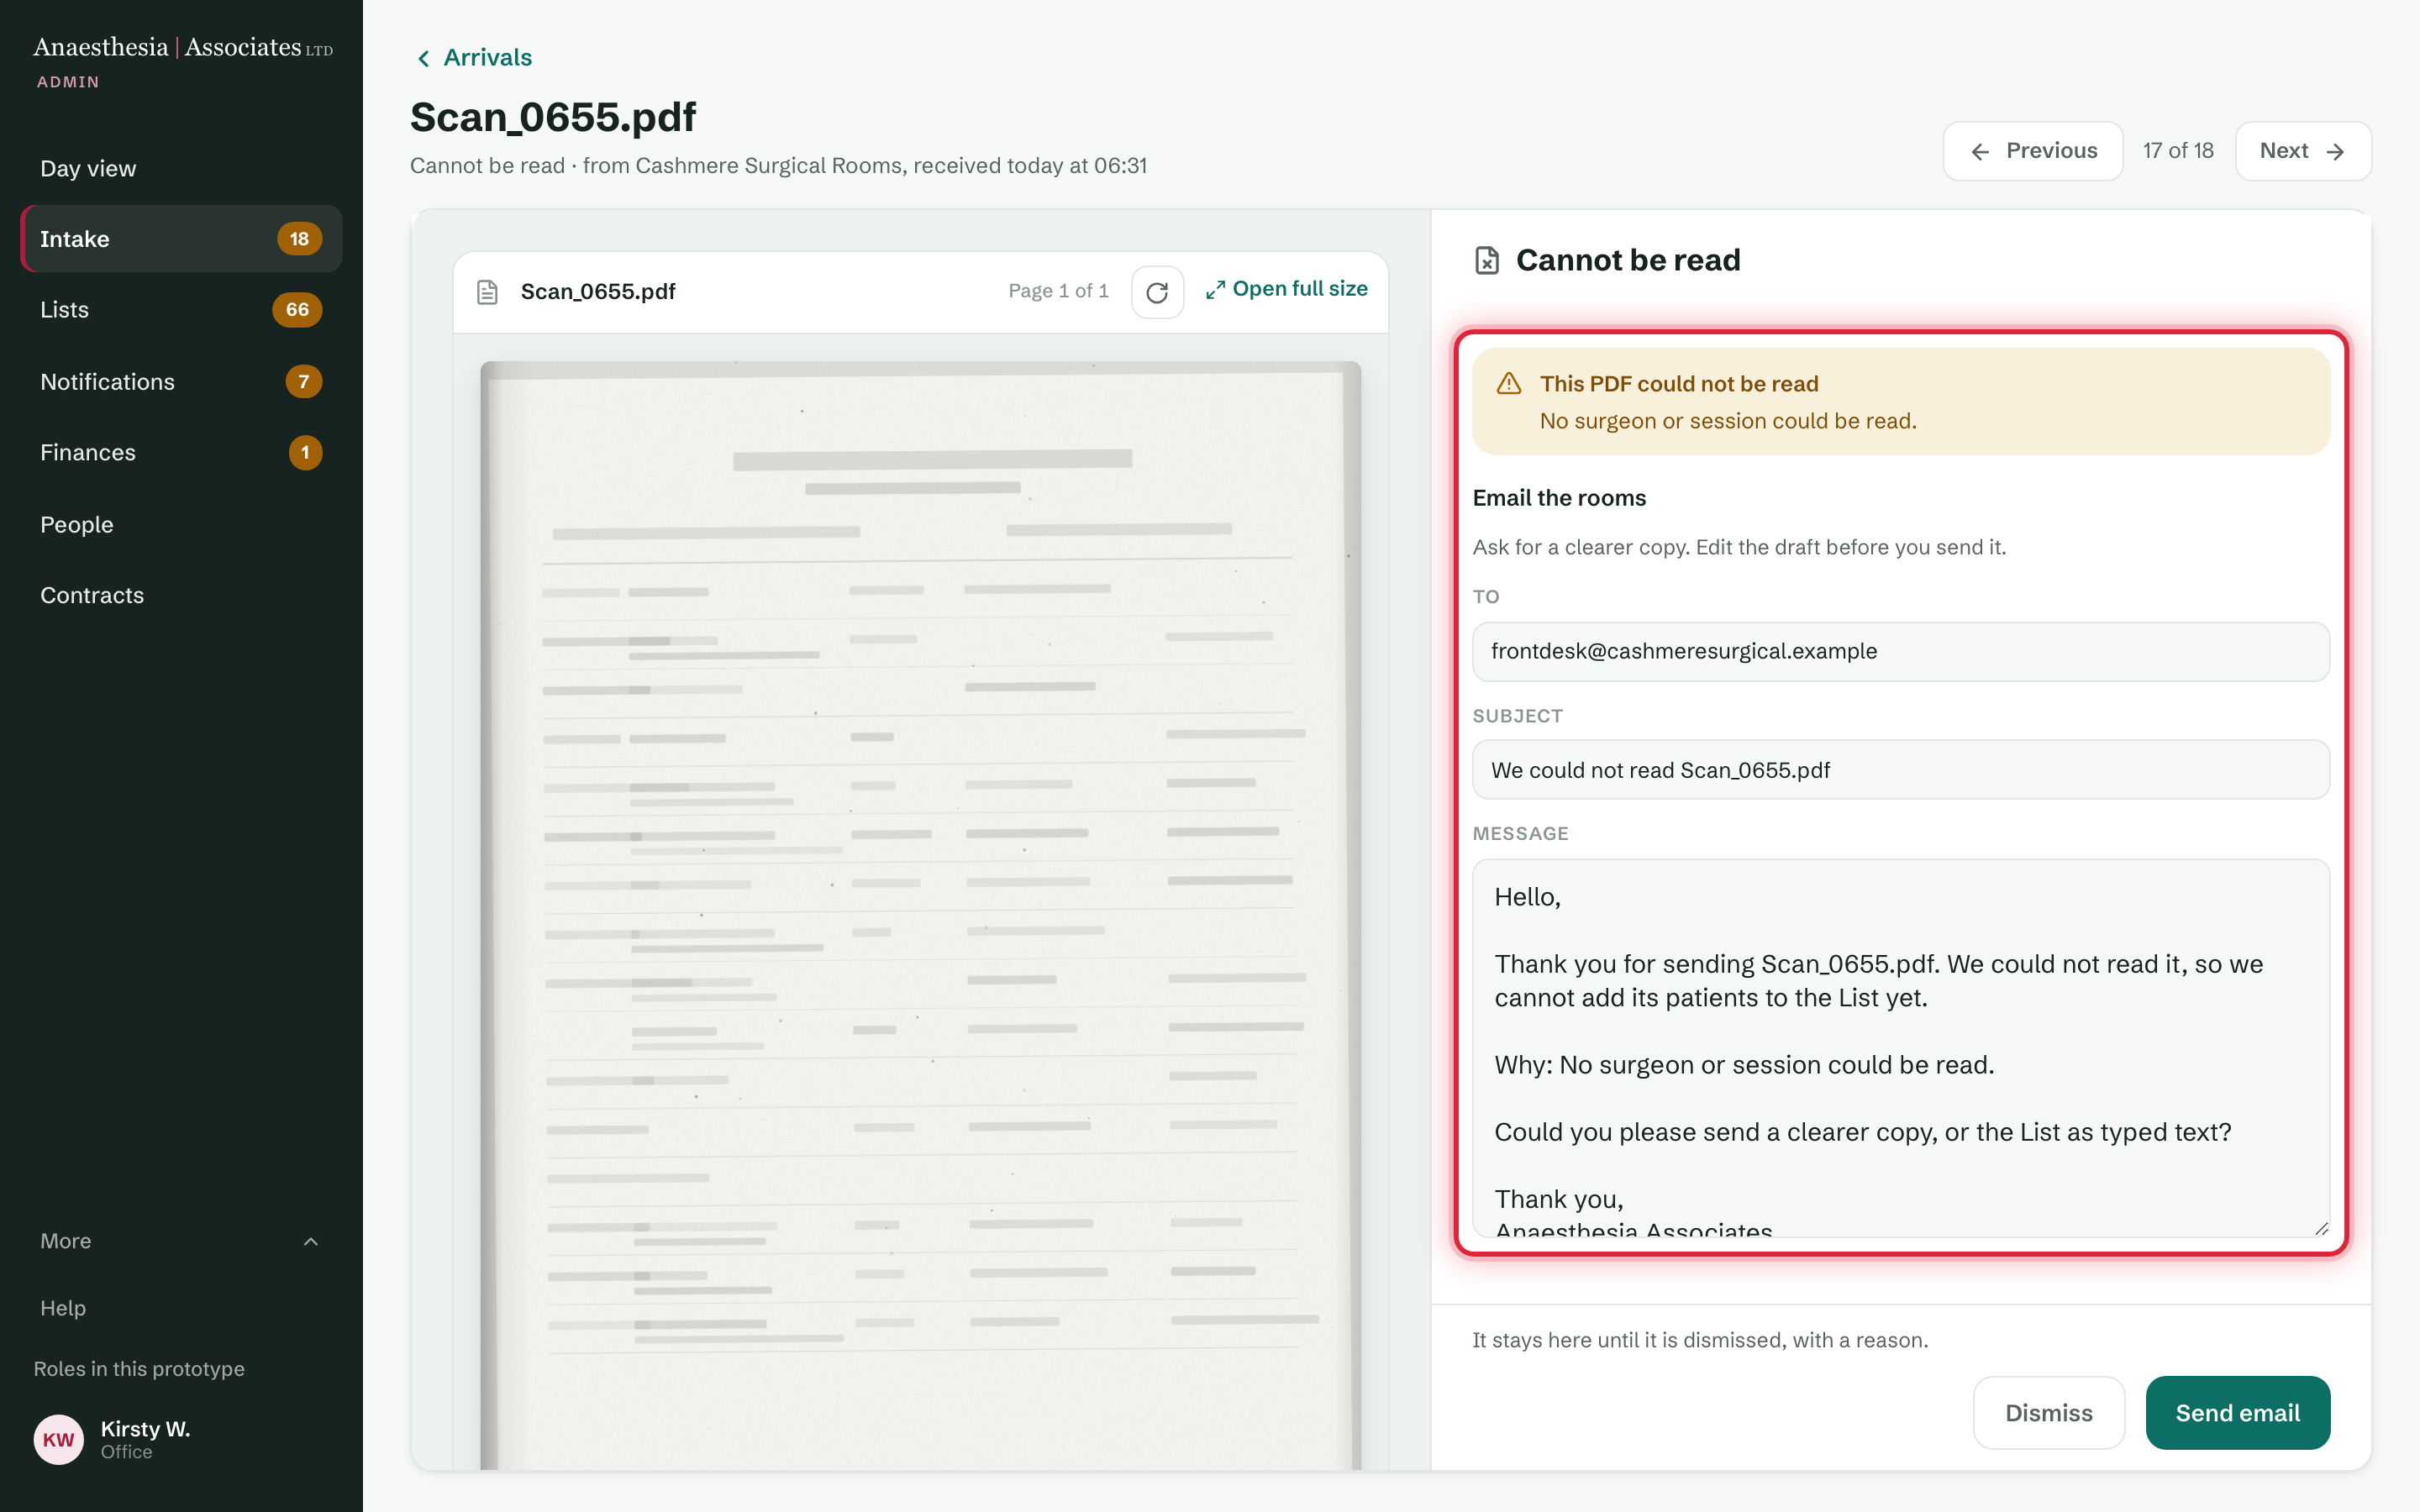 Anaesthesia | Associates LTD
ADMIN
Day view
Intake 18
Lists 66
Notifications 7
Finances 1
People
Contracts
More
Help
Roles in this prototype
KW
Kirsty W.
Office
Arrivals
Scan_0655.pdf
Cannot be read · from Cashmere Surgical Rooms, received today at 06:31
Previous 17 of 18 Next
Scan_0655.pdf Page 1 of 1 Open full size
Cannot be read
This PDF could not be read
No surgeon or session could be read.
Email the rooms
Ask for a clearer copy. Edit the draft before you send it.
TO
frontdesk@cashmeresurgical.example
SUBJECT
We could not read Scan_0655.pdf
MESSAGE
Hello,
Thank you for sending Scan_0655.pdf. We could not read it, so we
cannot add its patients to the List yet.
Why: No surgeon or session could be read.
Could you please send a clearer copy, or the List as typed text?
Thank you,
Anaesthesia Associates
It stays here until it is dismissed, with a reason.
Dismiss Send email